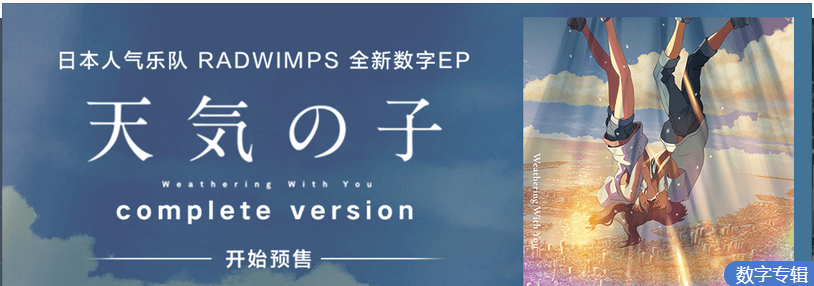 日本人气乐队 RADWIMPS 全新数字EP
天気の子
Weathering With You
complete version
开始预售
Weathering With You
数字专辑